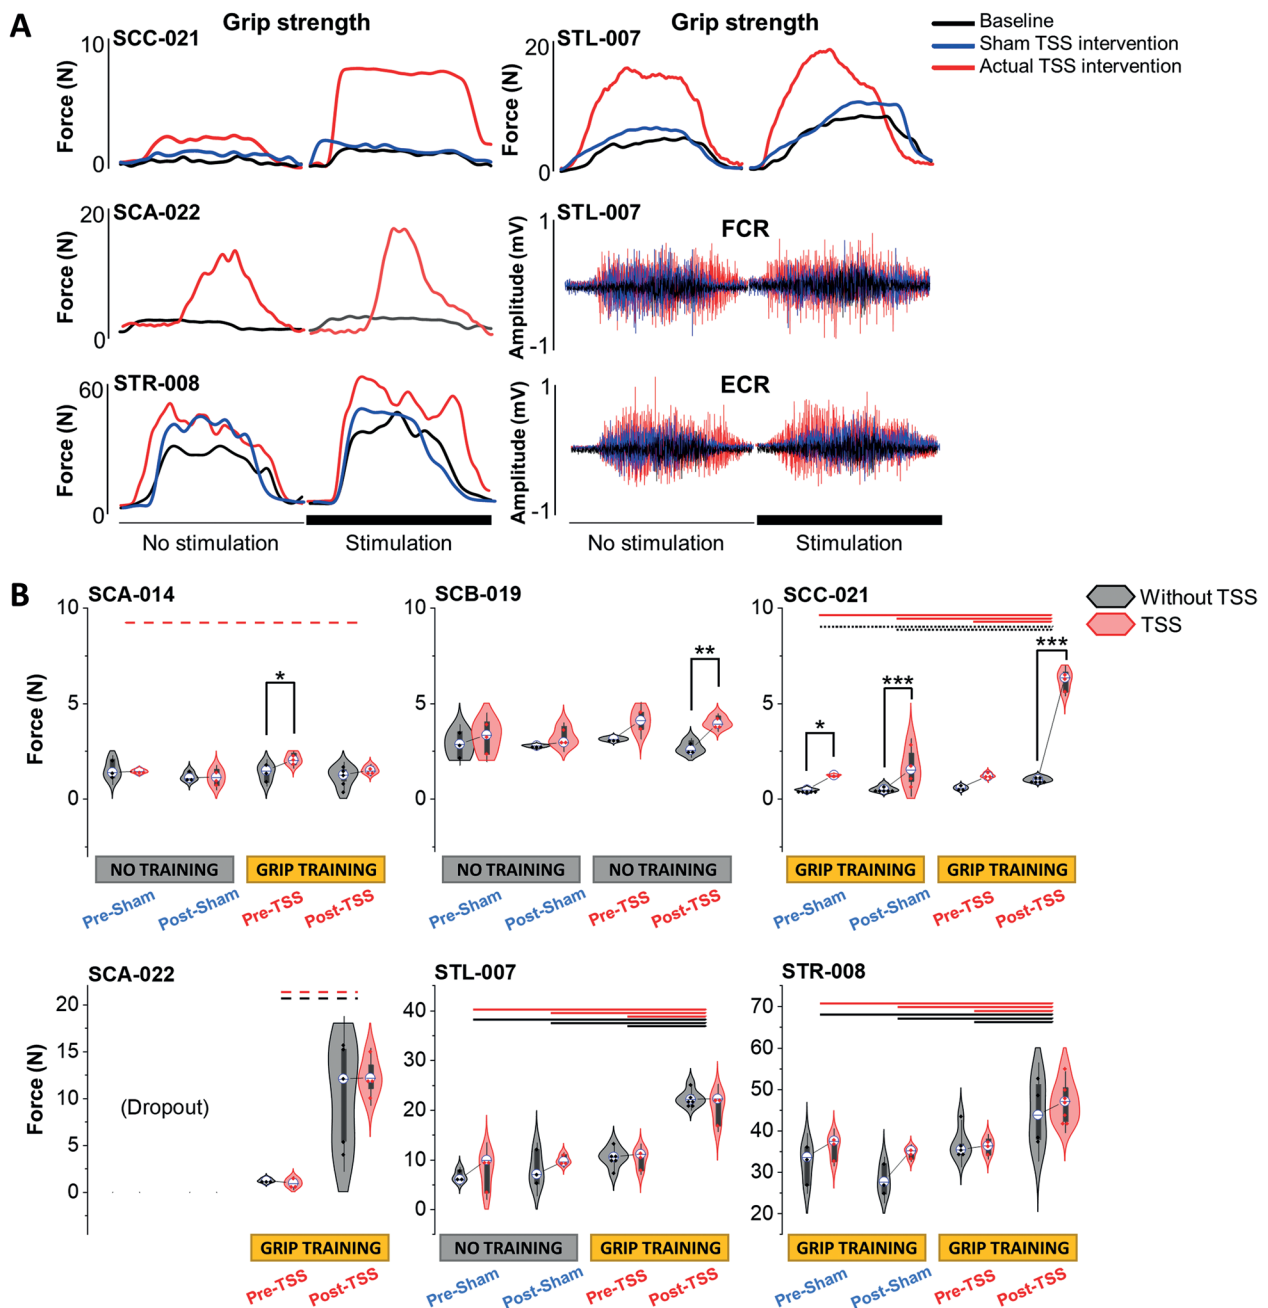 A
Grip strength
Grip strength
Baseline
Sham TSS intervention
Actual TSS intervention
SCC-021
10
Force (N)
0
STL-007
20
Force (N)
0
SCA-022
20
Force (N)
0
STL-007
FCR
1
Amplitude (mV)
-1
STR-008
60
Force (N)
0
ECR
1
Amplitude (mV)
-1
No stimulation
Stimulation
No stimulation
Stimulation
B
SCA-014
SCB-019
SCC-021
Without TSS
TSS
10
5
0
Force (N)
*
NO TRAINING
GRIP TRAINING
Pre-Sham
Post-Sham
Pre-TSS
Post-TSS
10
5
0
**
NO TRAINING
NO TRAINING
Pre-Sham
Post-Sham
Pre-TSS
Post-TSS
10
5
0
*
***
***
GRIP TRAINING
GRIP TRAINING
Pre-Sham
Post-Sham
Pre-TSS
Post-TSS
SCA-022
STL-007
STR-008
20
15
10
5
0
Force (N)
(Dropout)
GRIP TRAINING
Pre-TSS
Post-TSS
40
30
20
10
0
NO TRAINING
GRIP TRAINING
Pre-Sham
Post-Sham
Pre-TSS
Post-TSS
70
60
50
40
30
20
GRIP TRAINING
GRIP TRAINING
Pre-Sham
Post-Sham
Pre-TSS
Post-TSS